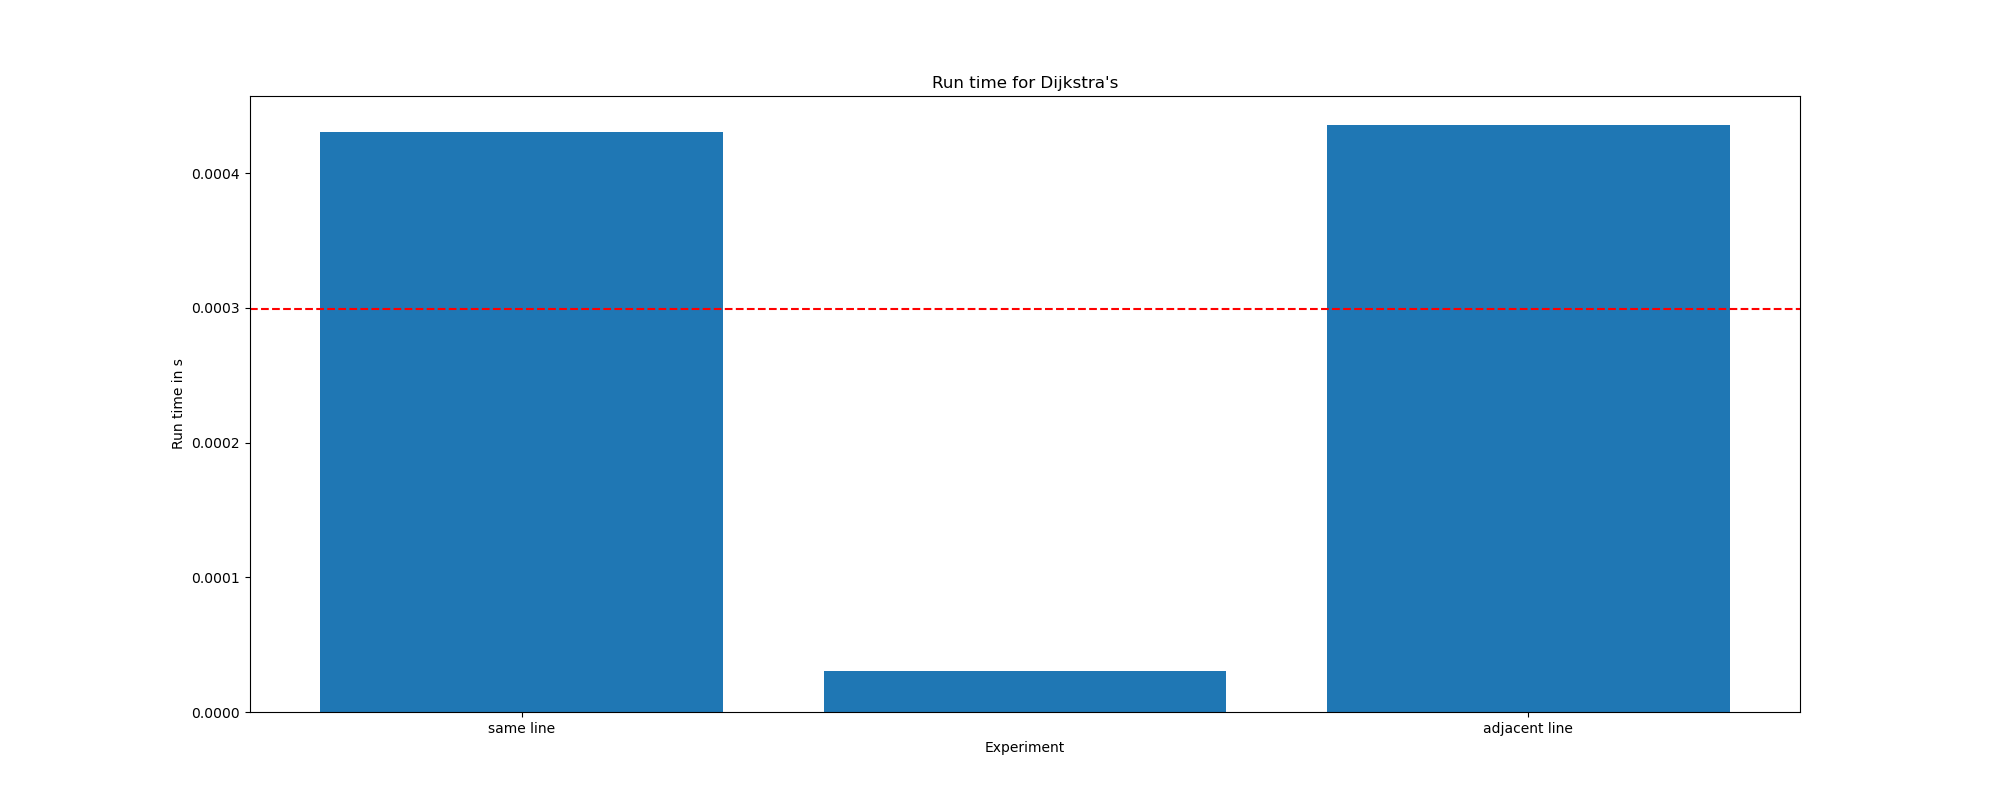 Run time for Dijkstra's
0.0004
0.0003
0.0002
0.0001
0.0000
Run time in s
same line
adjacent line
Experiment